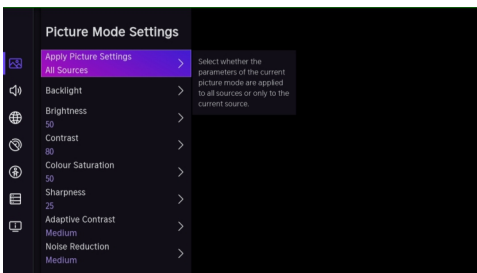 Picture Mode Settings
Apply Picture Settings
All Sources
Select whether the
parameters of the current
picture mode are applied
to all sources or only to the
current source.
Backlight
Brightness
50
Contrast
80
Colour Saturation
50
Sharpness
25
Adaptive Contrast
Medium
Noise Reduction
Medium